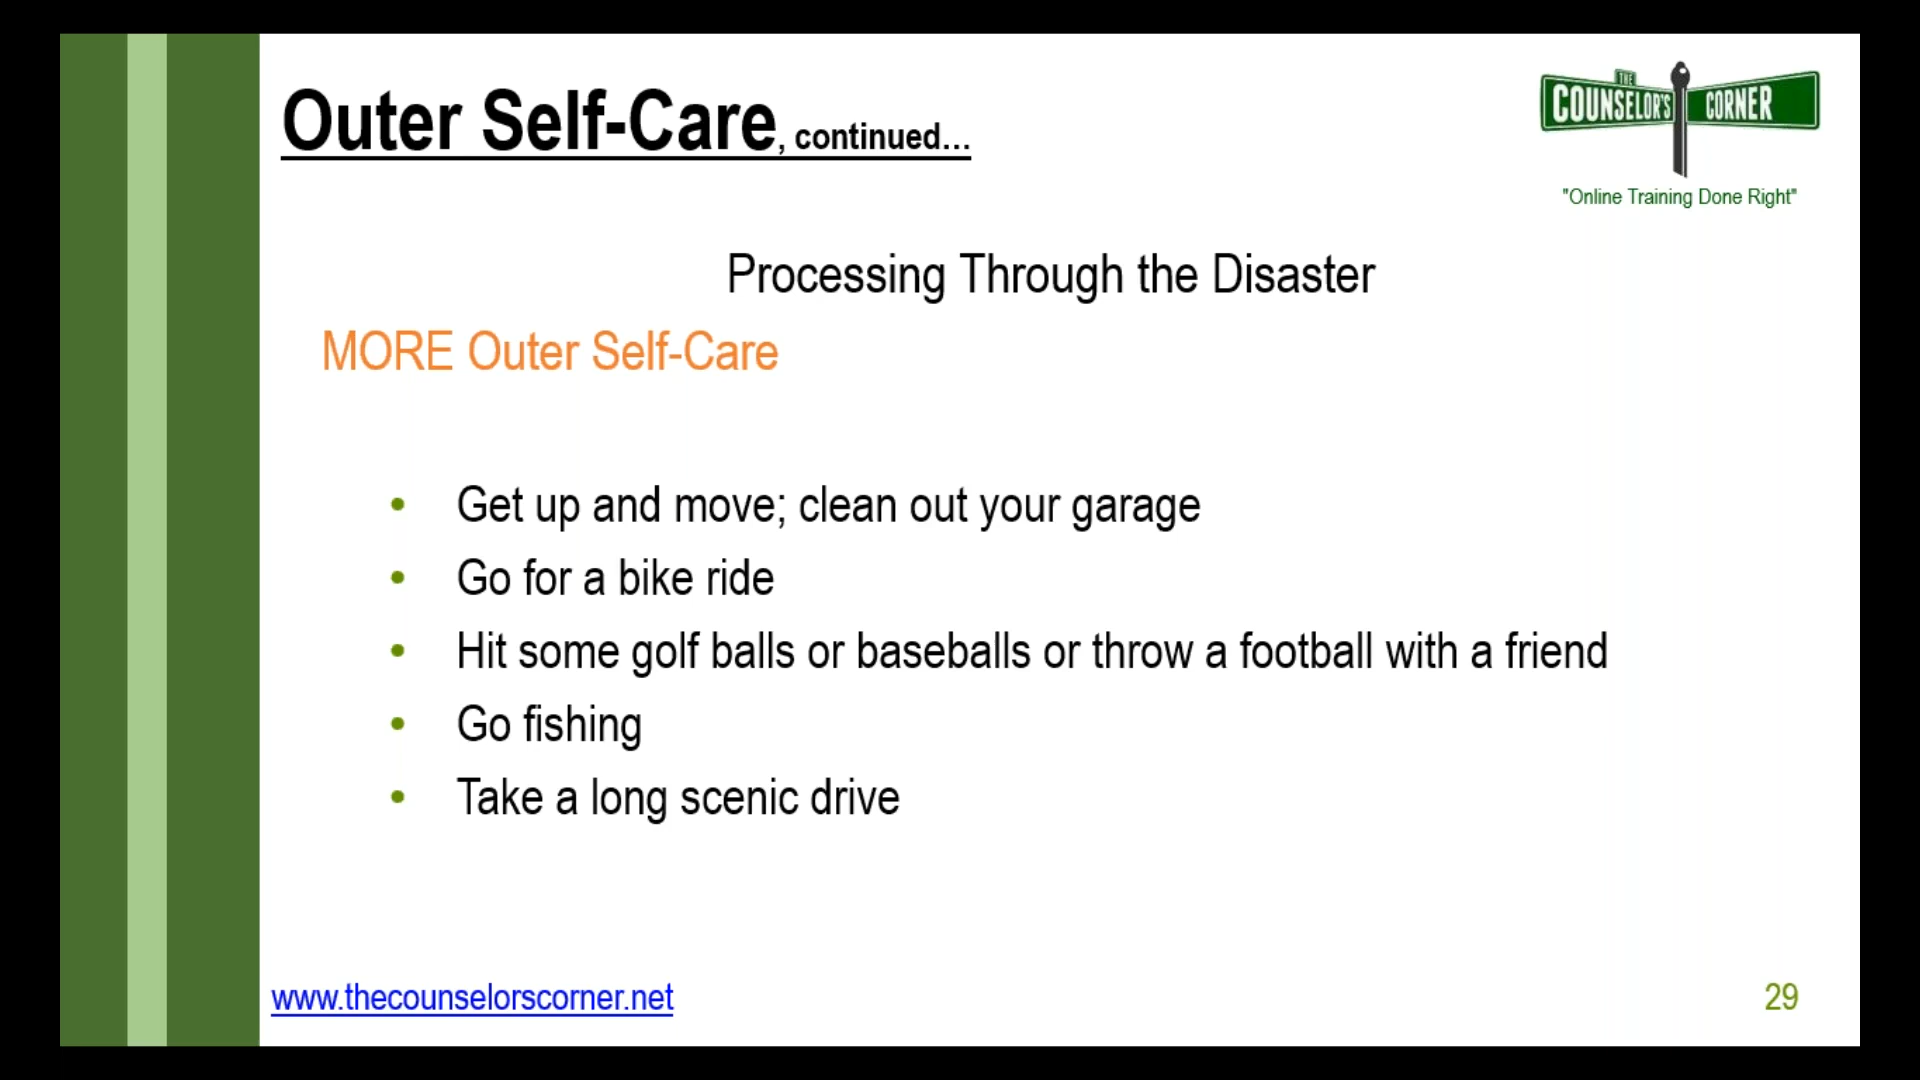 Outer Self-Care, continued...
THE
COUNSELOR'S CORNER
"Online Training Done Right"
Processing Through the Disaster
MORE Outer Self-Care
• Get up and move; clean out your garage
• Go for a bike ride
• Hit some golf balls or baseballs or throw a football with a friend
• Go fishing
• Take a long scenic drive
www.thecounselorscorner.net
29